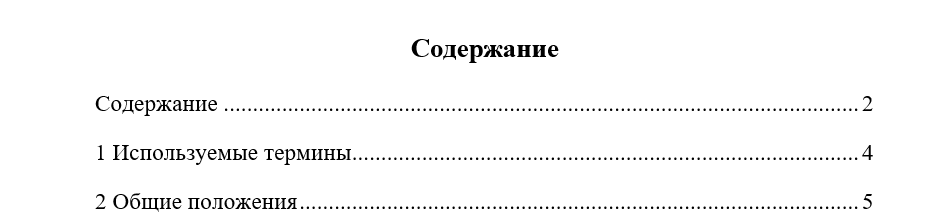 Содержание
Содержание ........................................................................................................... 2
1 Используемые термины...................................................................................... 4
2 Общие положения............................................................................................... 5